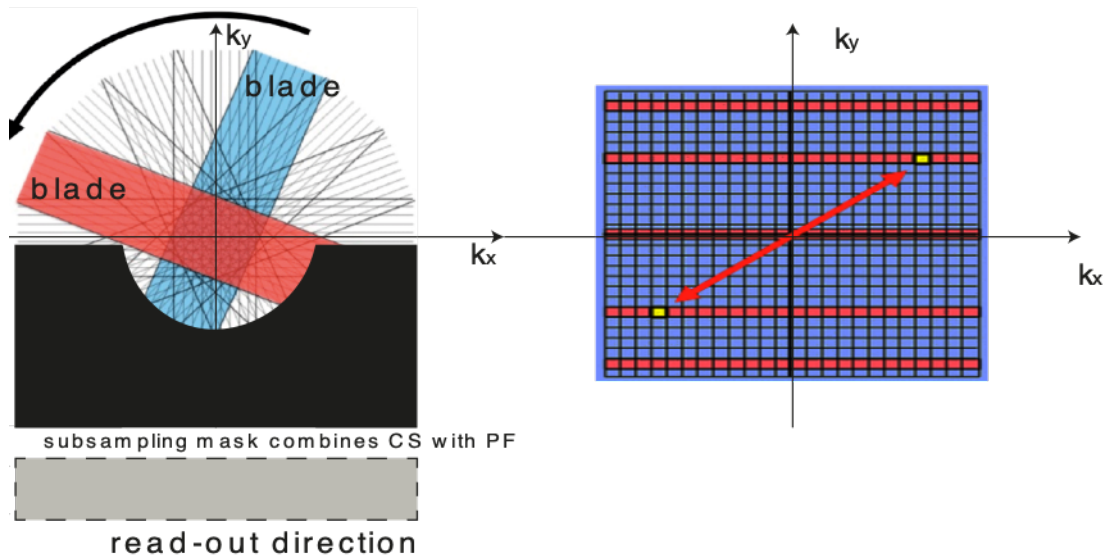 ky
blade
blade
kx
subsampling mask combines CS with PF
read-out direction
ky
kx